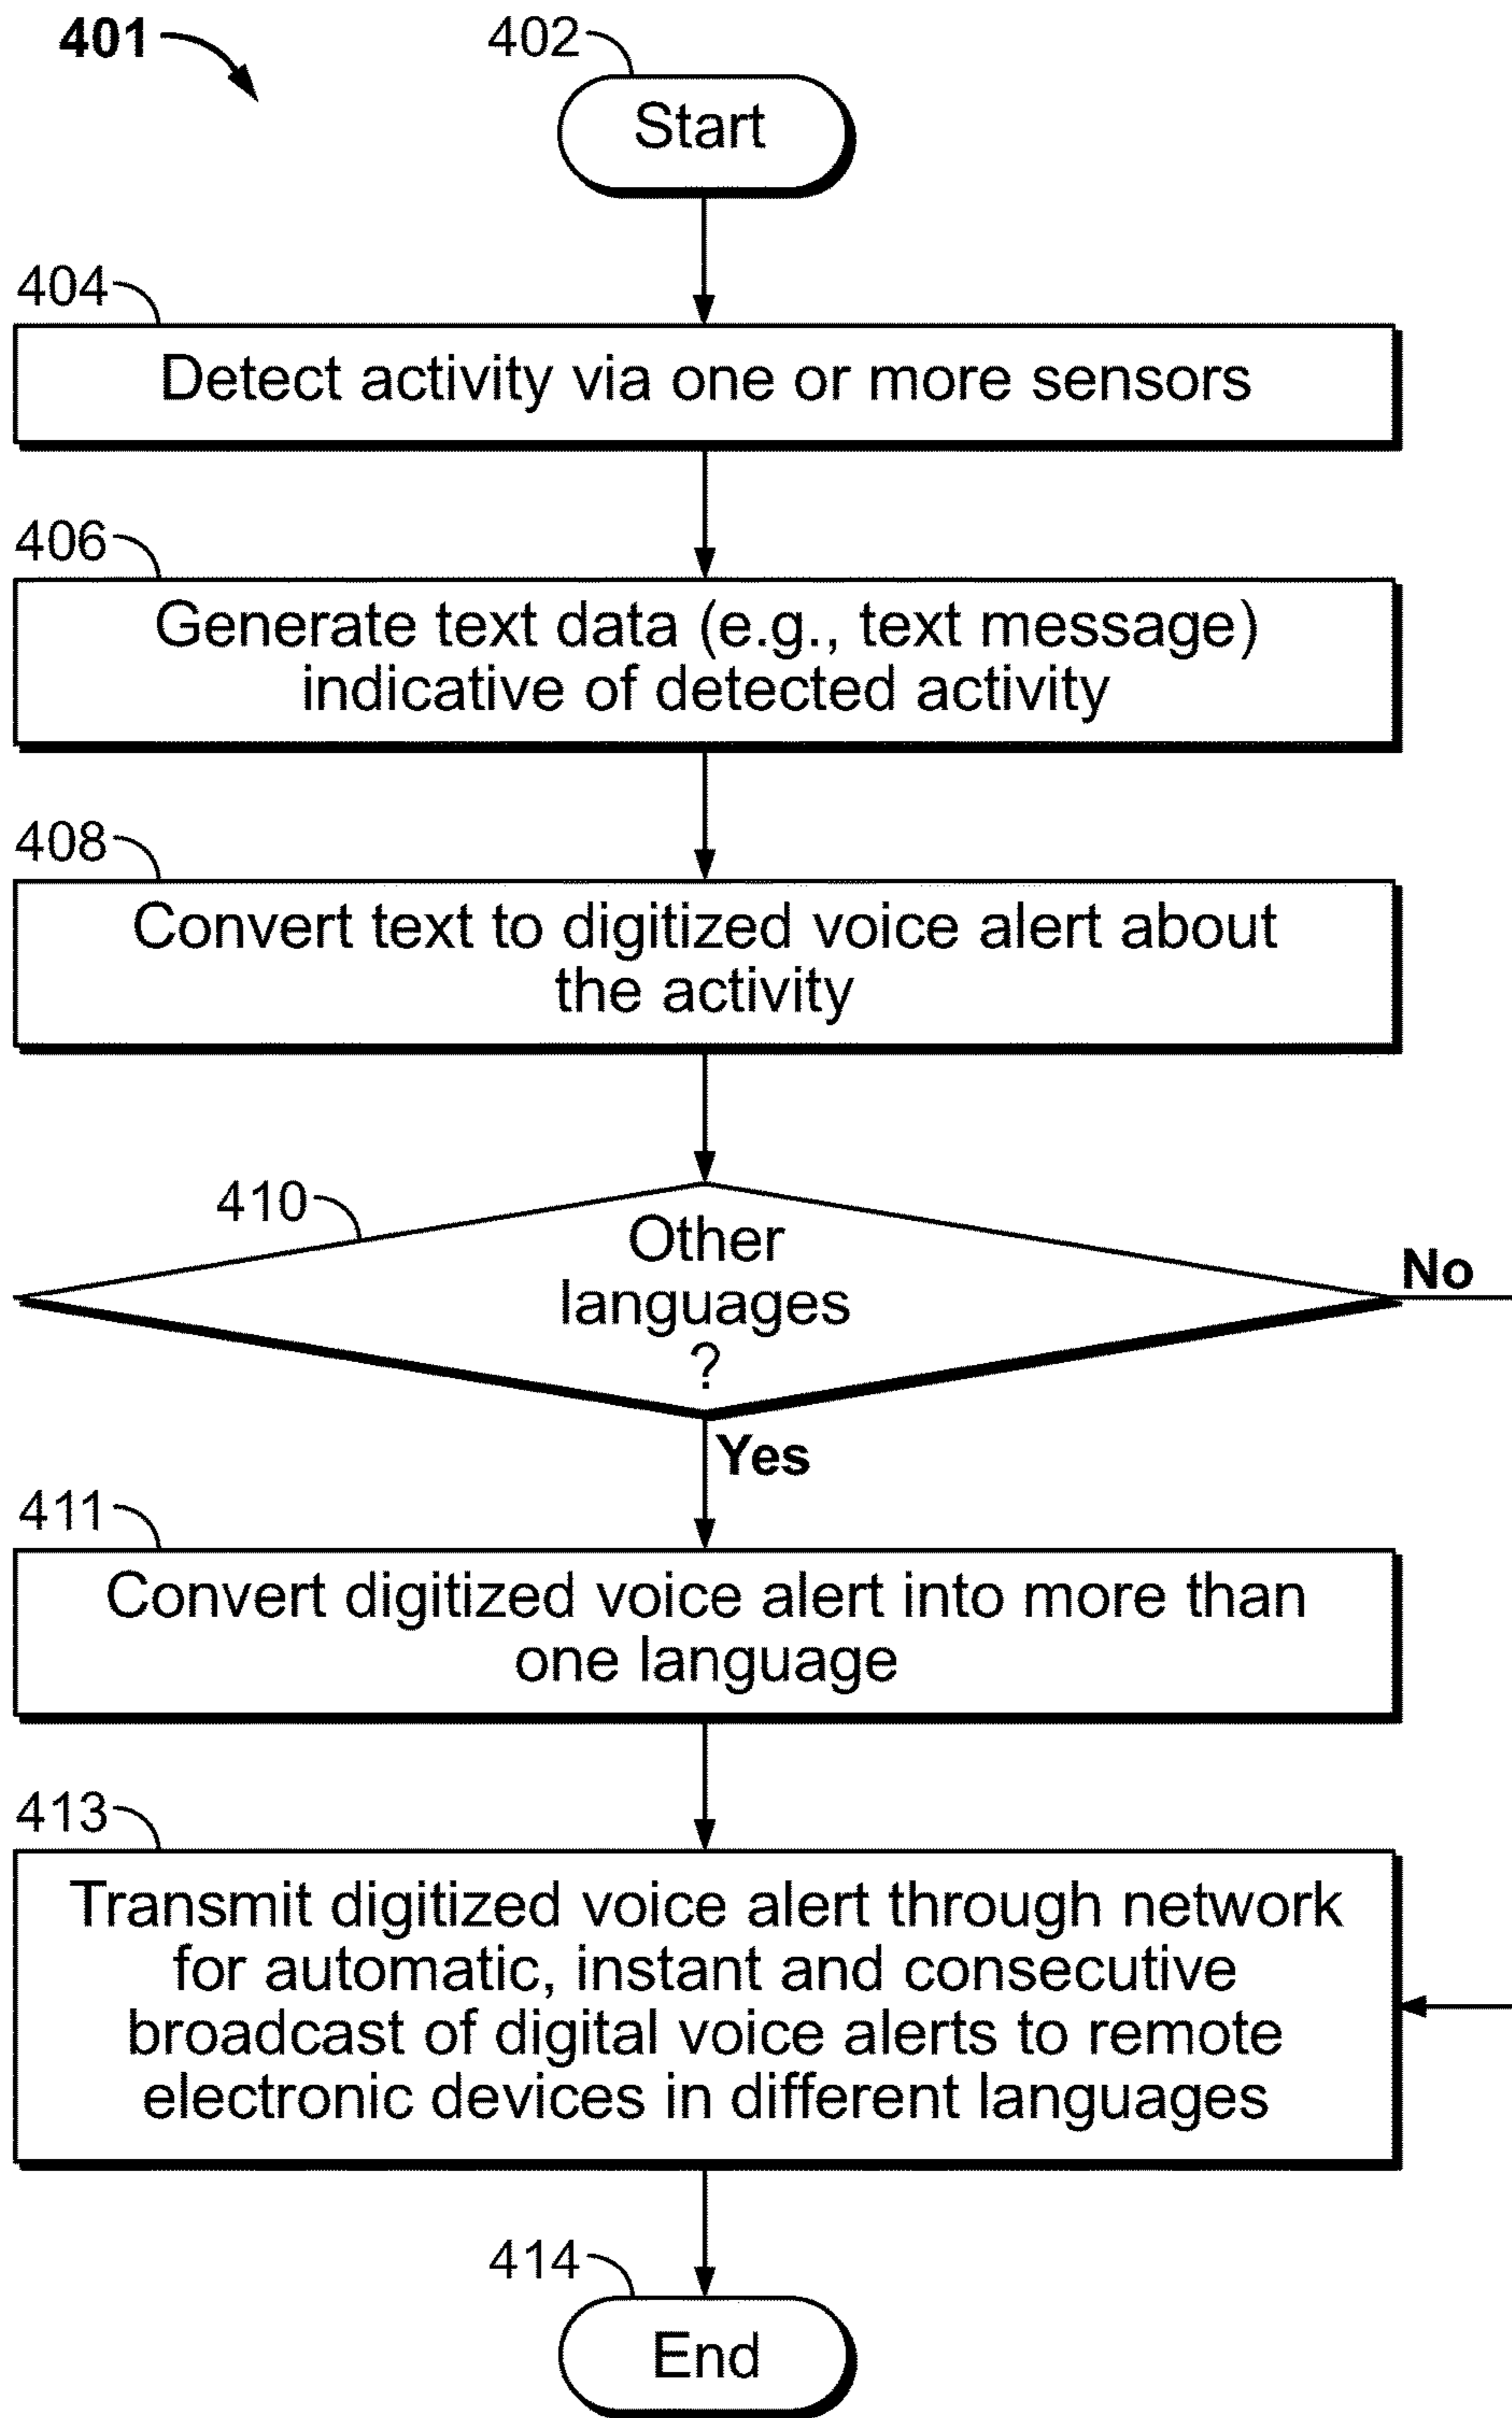 401
402
Start
404
Detect activity via one or more sensors
406
Generate text data (e.g., text message)
indicative of detected activity
408
Convert text to digitized voice alert about
the activity
410
Other
languages
?
No
Yes
411
Convert digitized voice alert into more than
one language
413
Transmit digitized voice alert through network
for automatic, instant and consecutive
broadcast of digital voice alerts to remote
electronic devices in different languages
414
End